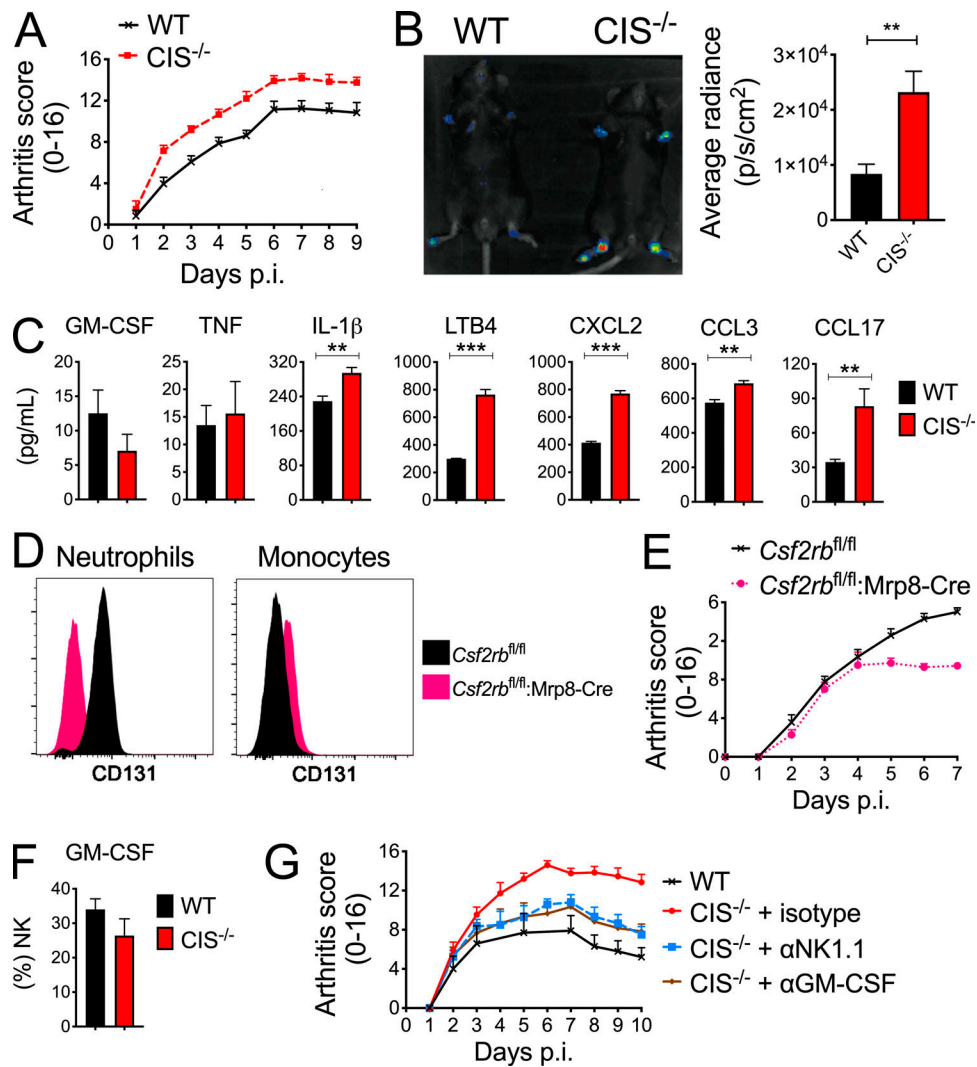 A
WT
CIS-/-
Arthritis score
(0-16)
16
12
8
4
0
0 1 2 3 4 5 6 7 8 9
Days p.i.
B
WT CIS-/-
**
Average radiance
(p/s/cm2)
3×10⁴
2×10⁴
1×10⁴
0
WT
CIS-/-
C
GM-CSF TNF IL-1β LTB4 CXCL2 CCL3 CCL17
** *** *** ** **
(pg/mL)
20
15
10
5
0
25
20
15
10
5
0
320
240
160
80
0
1000
800
600
400
200
0
1000
800
600
400
200
0
800
600
400
200
0
120
90
60
30
0
WT
CIS-/-
D
Neutrophils Monocytes
CD131 CD131
Csf2rbfl/fl
Csf2rbfl/fl:Mrp8-Cre
E
Csf2rbfl/fl
Csf2rbfl/fl:Mrp8-Cre
Arthritis score
(0-16)
6
2
8
4
0
0 1 2 3 4 5 6 7
Days p.i.
F
GM-CSF
(%) NK
40
30
20
10
0
WT
CIS-/-
G
Arthritis score
(0-16)
16
12
8
4
0
0 1 2 3 4 5 6 7 8 9 10
Days p.i.
WT
CIS-/- + isotype
CIS-/- + αNK1.1
CIS-/- + αGM-CSF